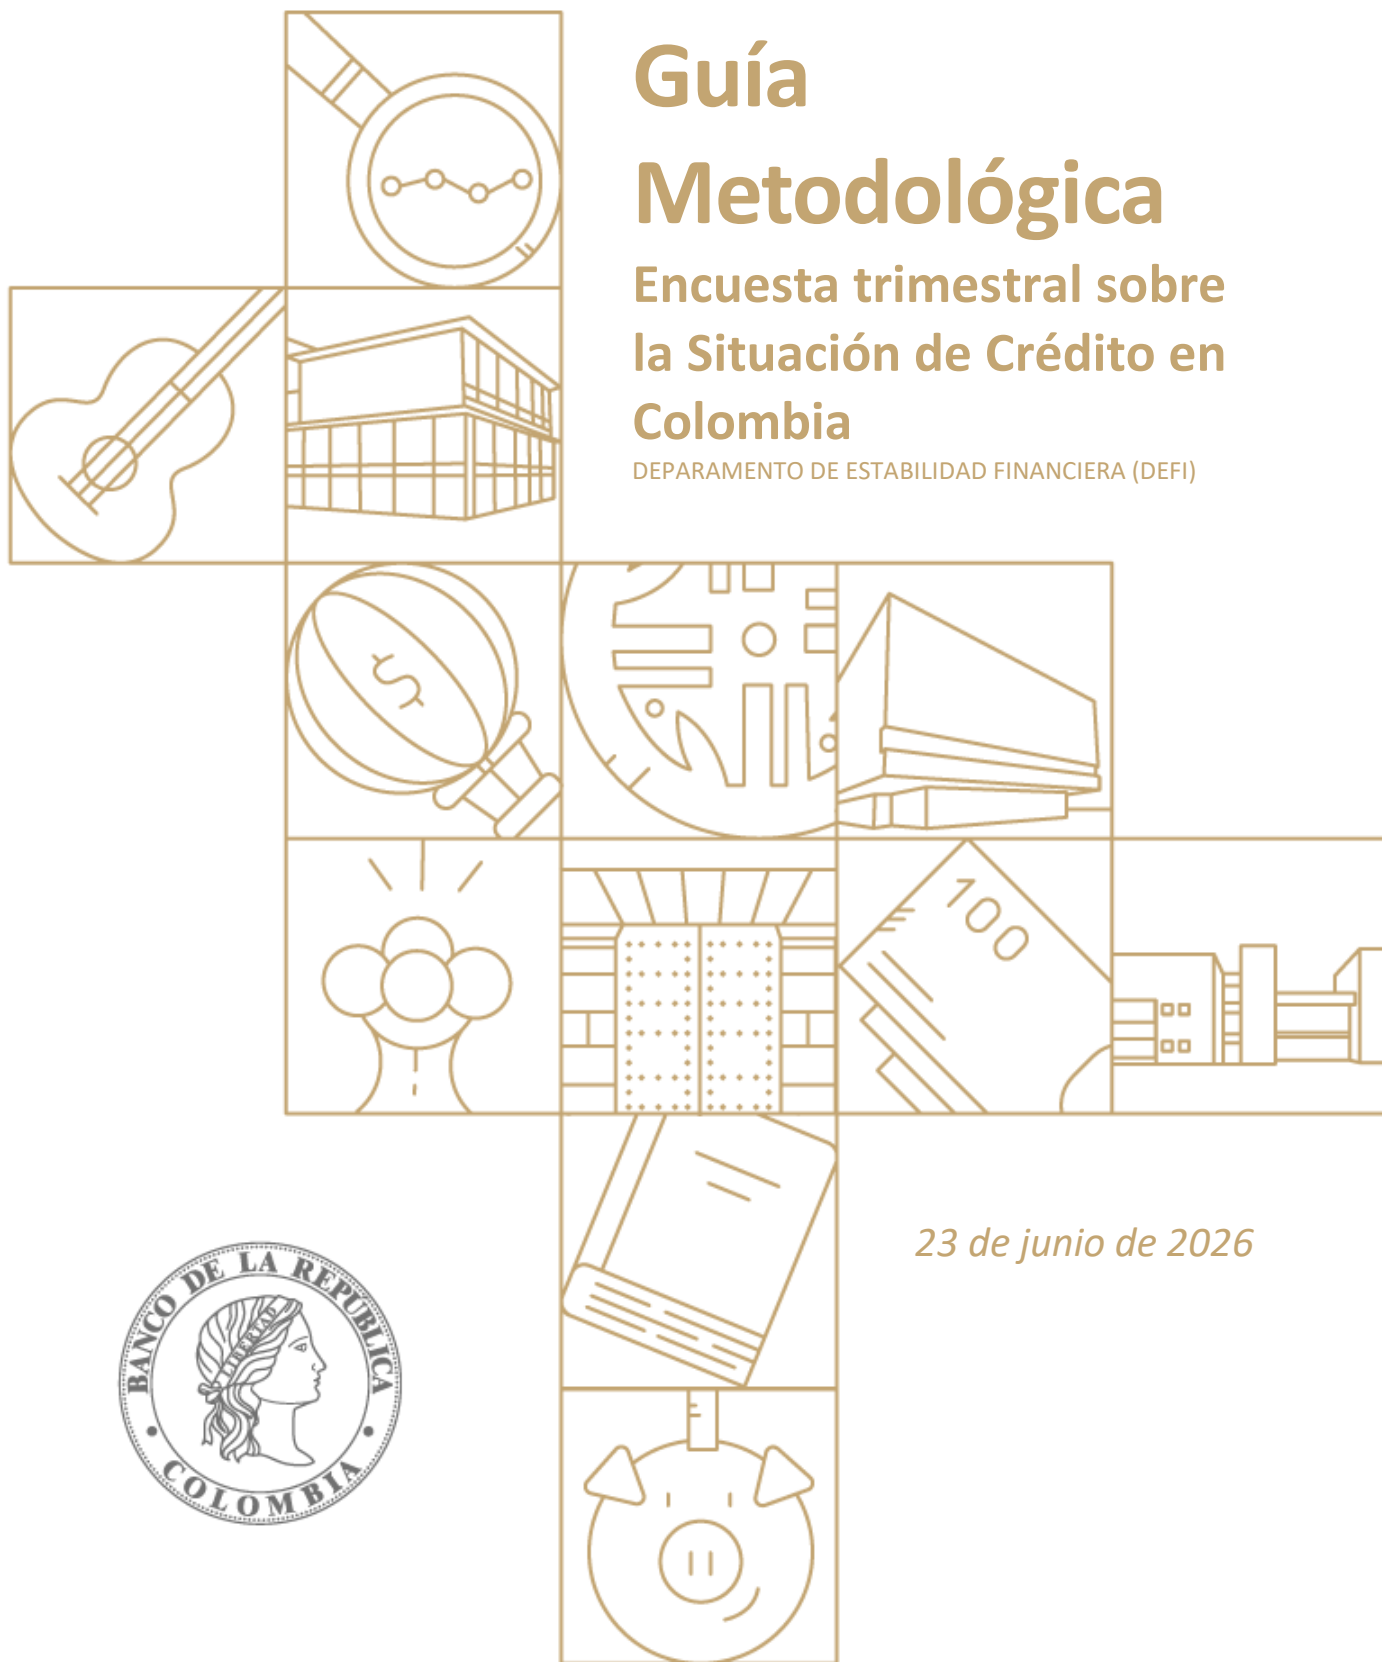 Guía
Metodológica
Encuesta trimestral sobre
la Situación de Crédito en
Colombia
DEPARAMENTO DE ESTABILIDAD FINANCIERA (DEFI)
$
100
23 de junio de 2026
BANCO DE LA REPÚBLICA
LIBERTAD
COLOMBIA